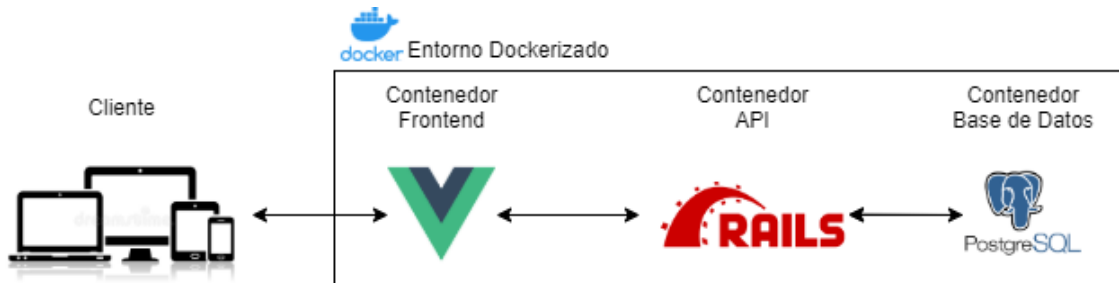 docker Entorno Dockerizado
Cliente
Contenedor
Frontend
Contenedor
API
Contenedor
Base de Datos
RAILS
PostgreSQL